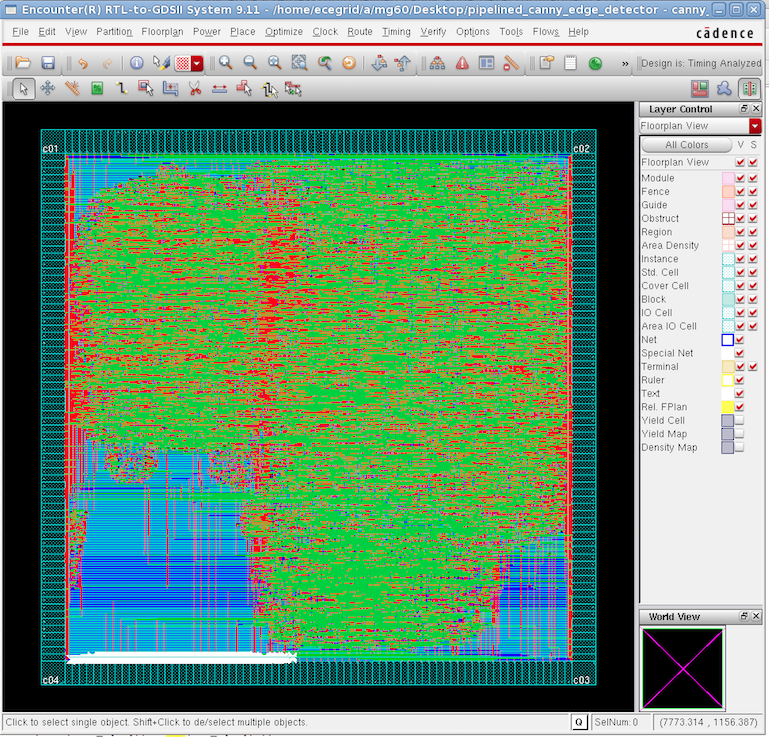 Encounter(R) RTL-to-GDSII System 9.11 - /home/ecegrid/a/mg60/Desktop/pipelined_canny_edge_detector - canny_
File Edit View Partition Floorplan Power Place Optimize Clock Route Timing Verify Options Tools Flows Help
cādence
» Design is: Timing Analyzed
Layer Control
Floorplan View
All Colors V S
Floorplan View
Module
Fence
Guide
Obstruct
Region
Area Density
Instance
Std. Cell
Cover Cell
Block
IO Cell
Area IO Cell
Net
Special Net
Terminal
Ruler
Text
Rel. FPlan
Yield Cell
Yield Map
Density Map
c01 c02
c04 c03
World View
Click to select single object. Shift+Click to de/select multiple objects. Q SelNum: 0 (7773.314 , 1156.387)